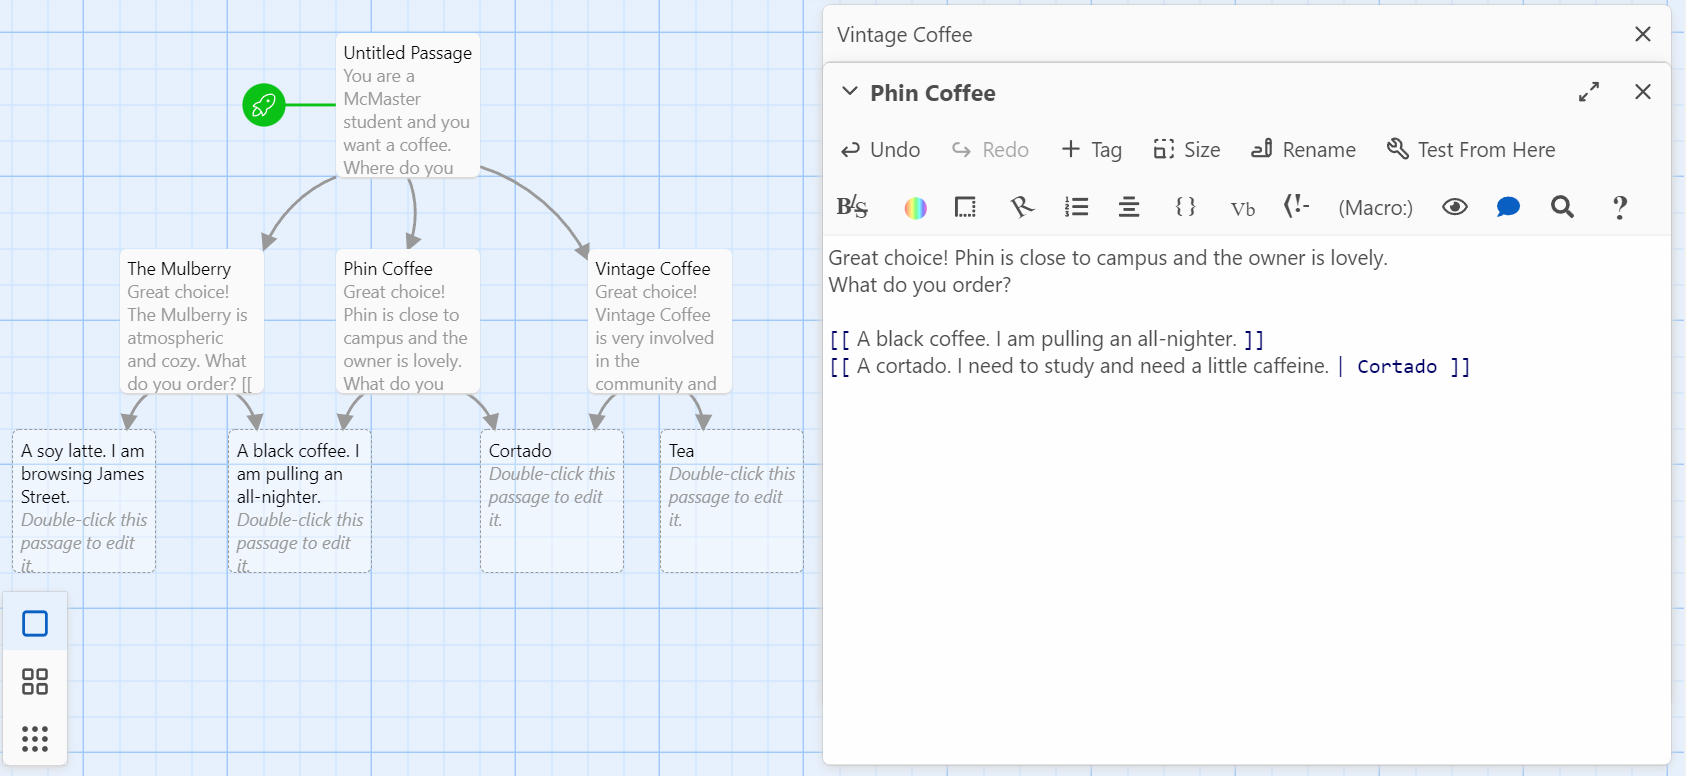 Untitled Passage
You are a
McMaster
student and you
want a coffee.
Where do you
The Mulberry
Great choice!
The Mulberry is
atmospheric
and cozy. What
do you order? [[
Phin Coffee
Great choice!
Phin is close to
campus and the
owner is lovely.
What do you
Vintage Coffee
Great choice!
Vintage Coffee
is very involved
in the
community and
A soy latte. I am
browsing James
Street.
Double-click this
passage to edit
it.
A black coffee. I
am pulling an
all-nighter.
Double-click this
passage to edit
it.
Cortado
Double-click this
passage to edit
it.
Tea
Double-click this
passage to edit
it.
Vintage Coffee
Phin Coffee
Undo Redo + Tag Size Rename Test From Here
B/S {} Vb (!- (Macro:) ?
Great choice! Phin is close to campus and the owner is lovely.
What do you order?
[[ A black coffee. I am pulling an all-nighter. ]]
[[ A cortado. I need to study and need a little caffeine. | Cortado ]]